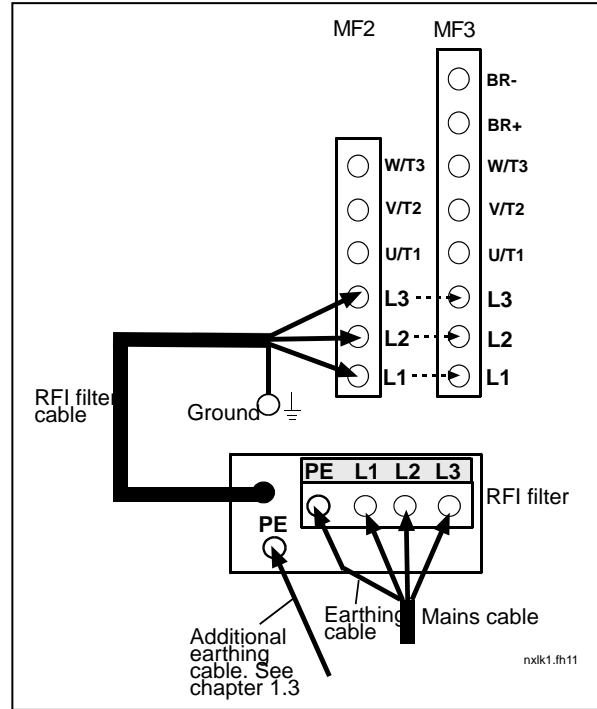 MF2
MF3
BR-
BR+
W/T3
W/T3
V/T2
V/T2
U/T1
U/T1
L3
L3
L2
L2
L1
L1
RFI filter
cable
Ground
PE L1 L2 L3
RFI filter
PE
Earthing
cable
Mains cable
Additional
earthing
cable. See
chapter 1.3
nxlk1.fh11